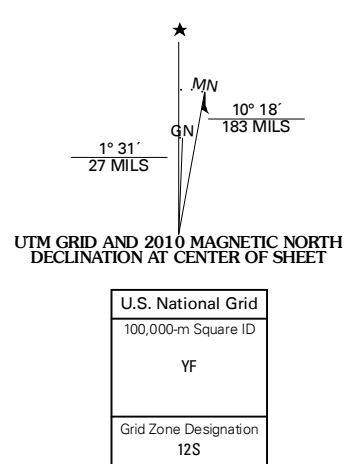 ★
MN
10° 18´
183 MILS
GN
1° 31´
27 MILS
UTM GRID AND 2010 MAGNETIC NORTH
DECLINATION AT CENTER OF SHEET
U.S. National Grid
100,000-m Square ID
YF
Grid Zone Designation
12S